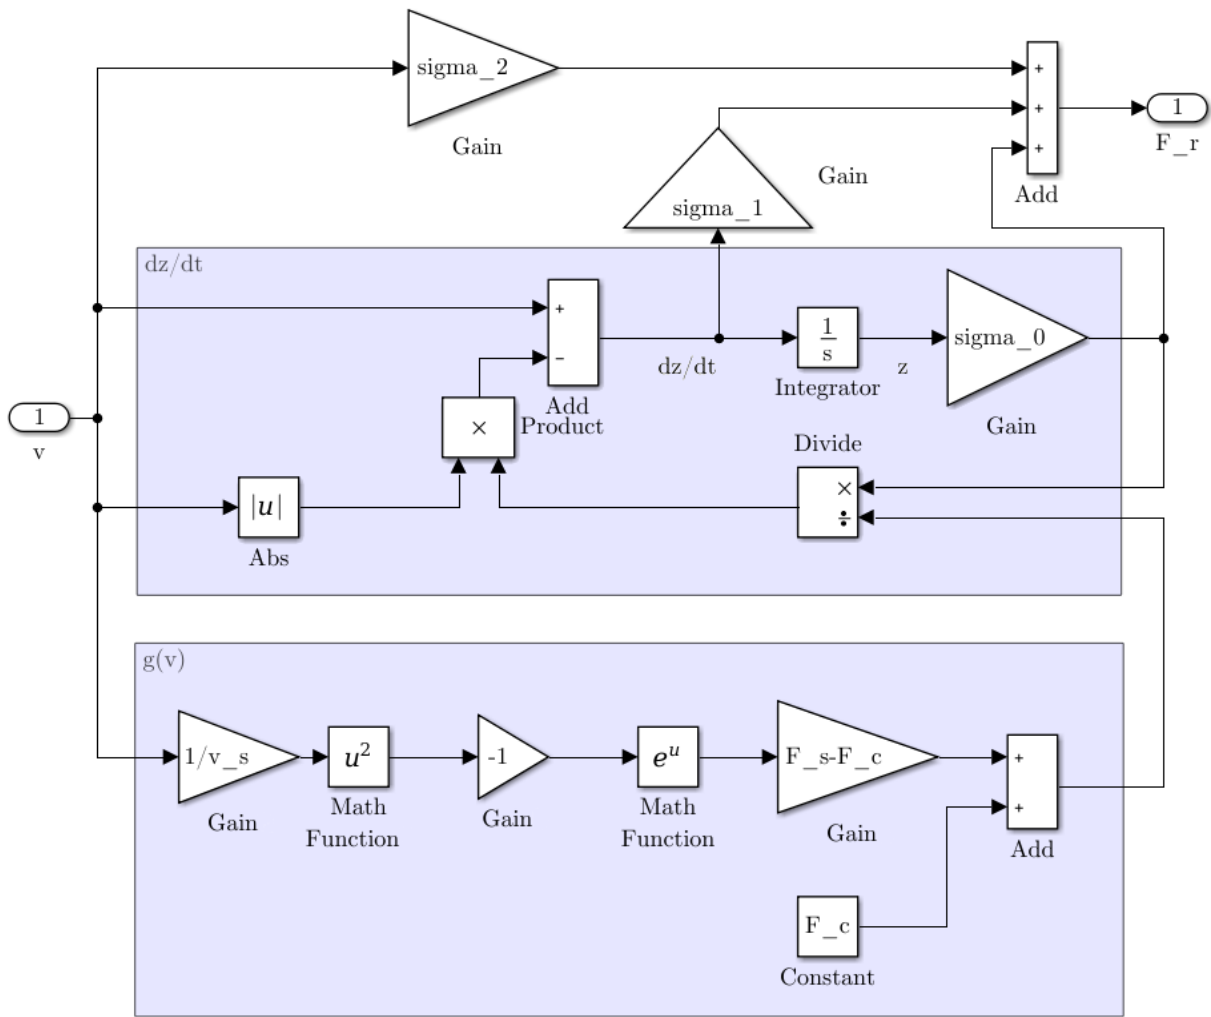 sigma_2
Gain
+
+
+
1
F_r
Add
Gain
sigma_1
dz/dt
+
−
Add
dz/dt
1
s
Integrator
z
sigma_0
Gain
1
v
×
Product
Divide
×
÷
|u|
Abs
g(v)
1/v_s
Gain
u²
Math
Function
-1
Gain
eᵘ
Math
Function
F_s-F_c
Gain
+
+
Add
F_c
Constant